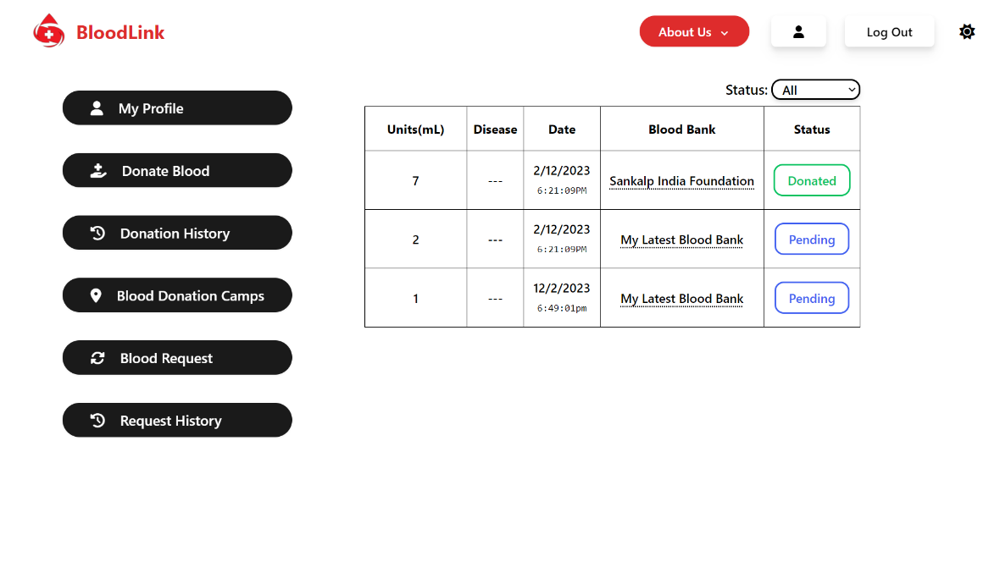 BloodLink
About Us
Log Out
My Profile
Donate Blood
Donation History
Blood Donation Camps
Blood Request
Request History
Status: All
Units(mL) Disease Date Blood Bank Status
7 --- 2/12/2023 6:21:09PM Sankalp India Foundation Donated
2 --- 2/12/2023 6:21:09PM My Latest Blood Bank Pending
1 --- 12/2/2023 6:49:01pm My Latest Blood Bank Pending